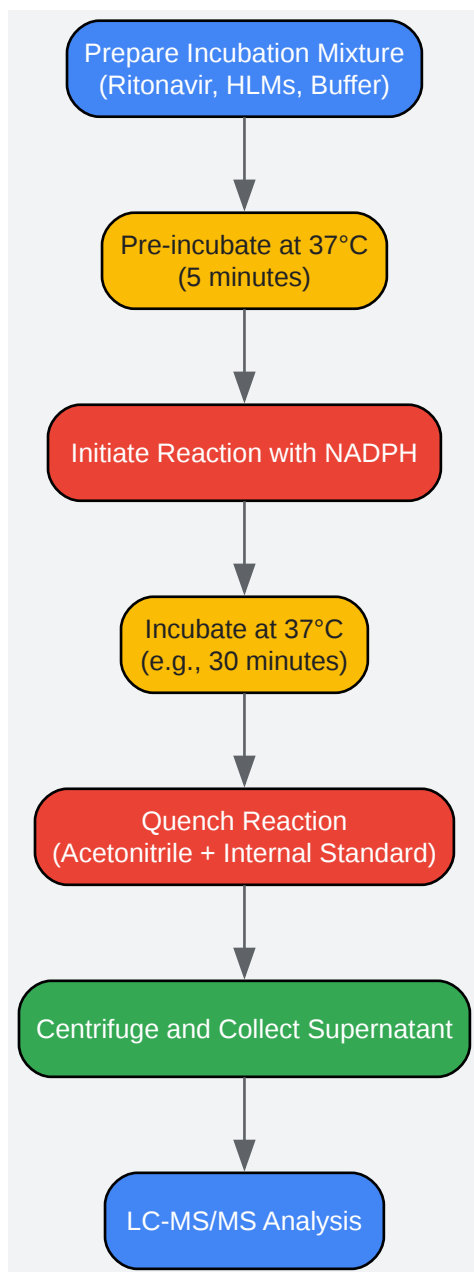 Prepare Incubation Mixture
(Ritonavir, HLMs, Buffer)
Pre-incubate at 37°C
(5 minutes)
Initiate Reaction with NADPH
Incubate at 37°C
(e.g., 30 minutes)
Quench Reaction
(Acetonitrile + Internal Standard)
Centrifuge and Collect Supernatant
LC-MS/MS Analysis